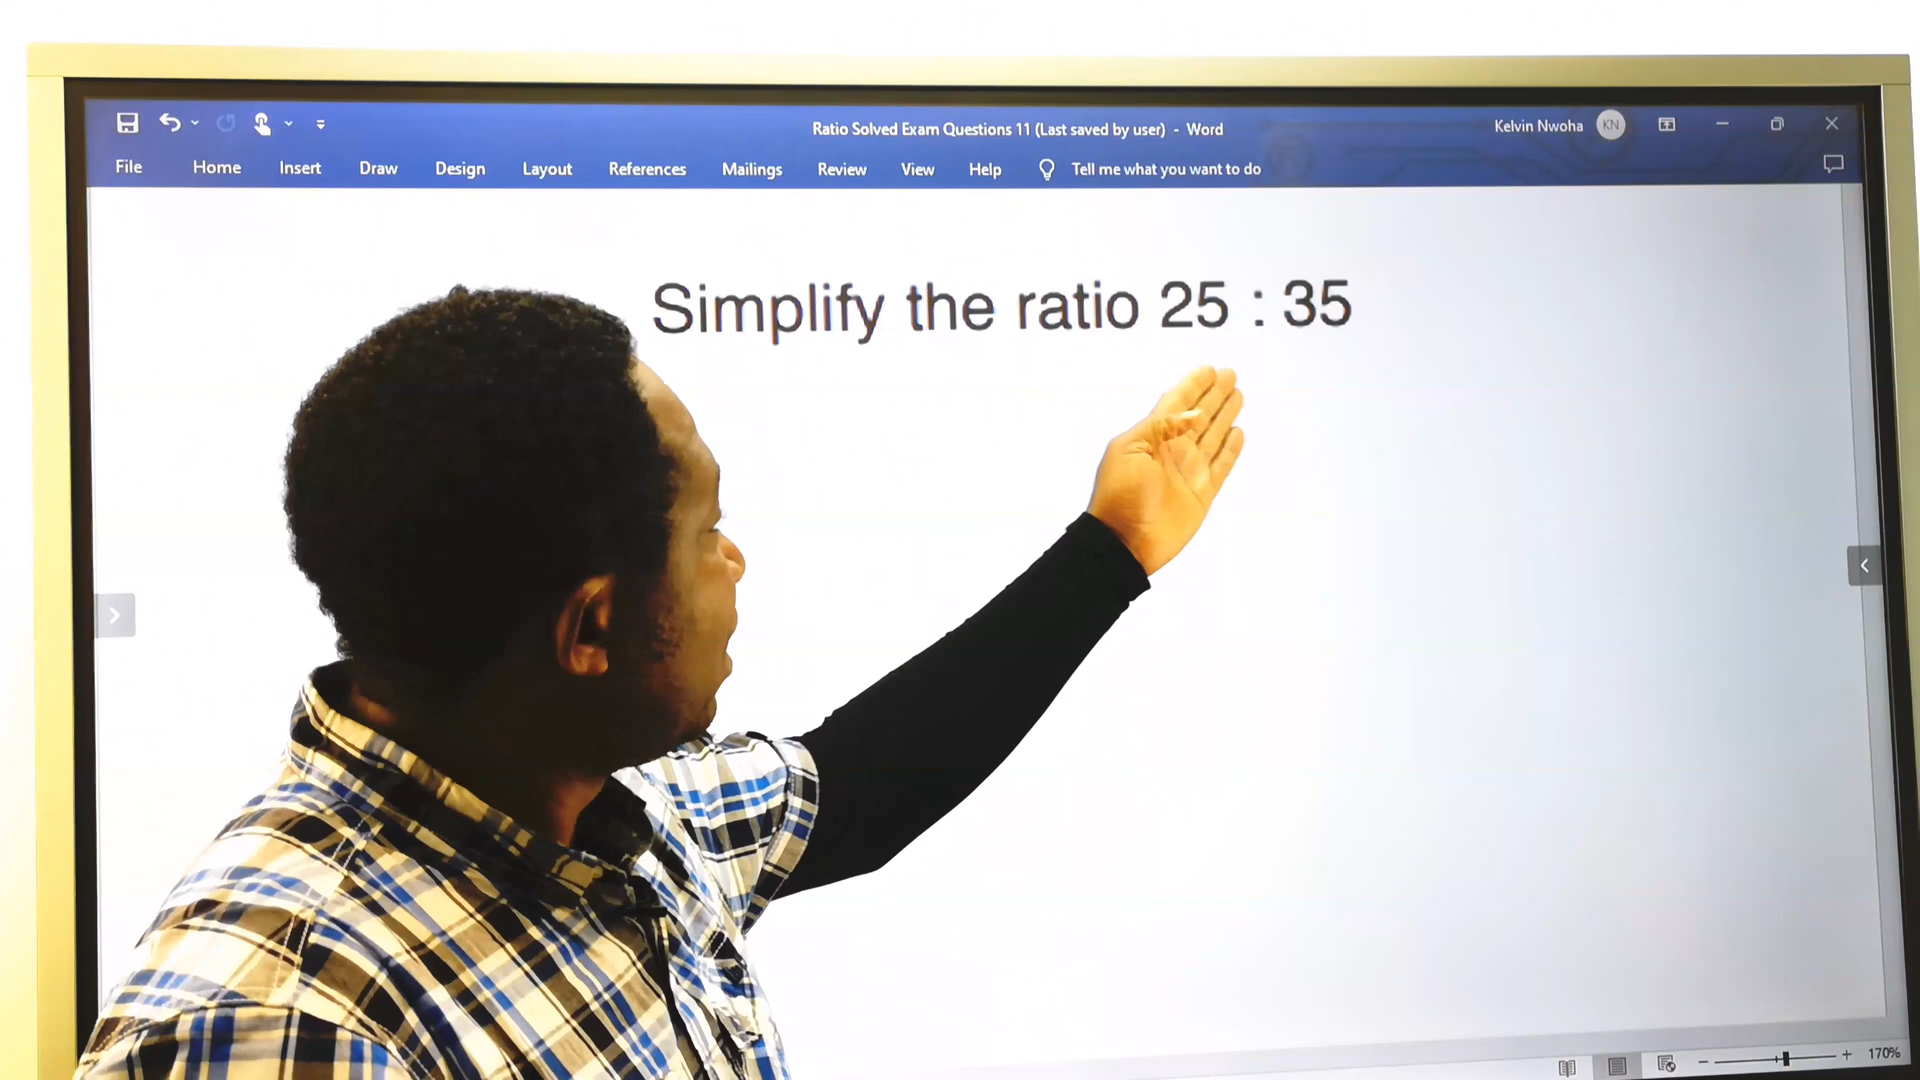 Ratio Solved Exam Questions 11 (Last saved by user) - Word
Kelvin Nwoha KN
File Home Insert Draw Design Layout References Mailings Review View Help Tell me what you want to do
Simplify the ratio 25 : 35
170%